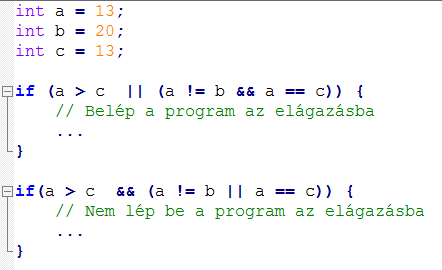 int a = 13;
int b = 20;
int c = 13;
if (a > c  || (a != b && a == c)) {
// Belép a program az elágazásba
...
}
if(a > c  && (a != b || a == c)) {
// Nem lép be a program az elágazásba
...
}